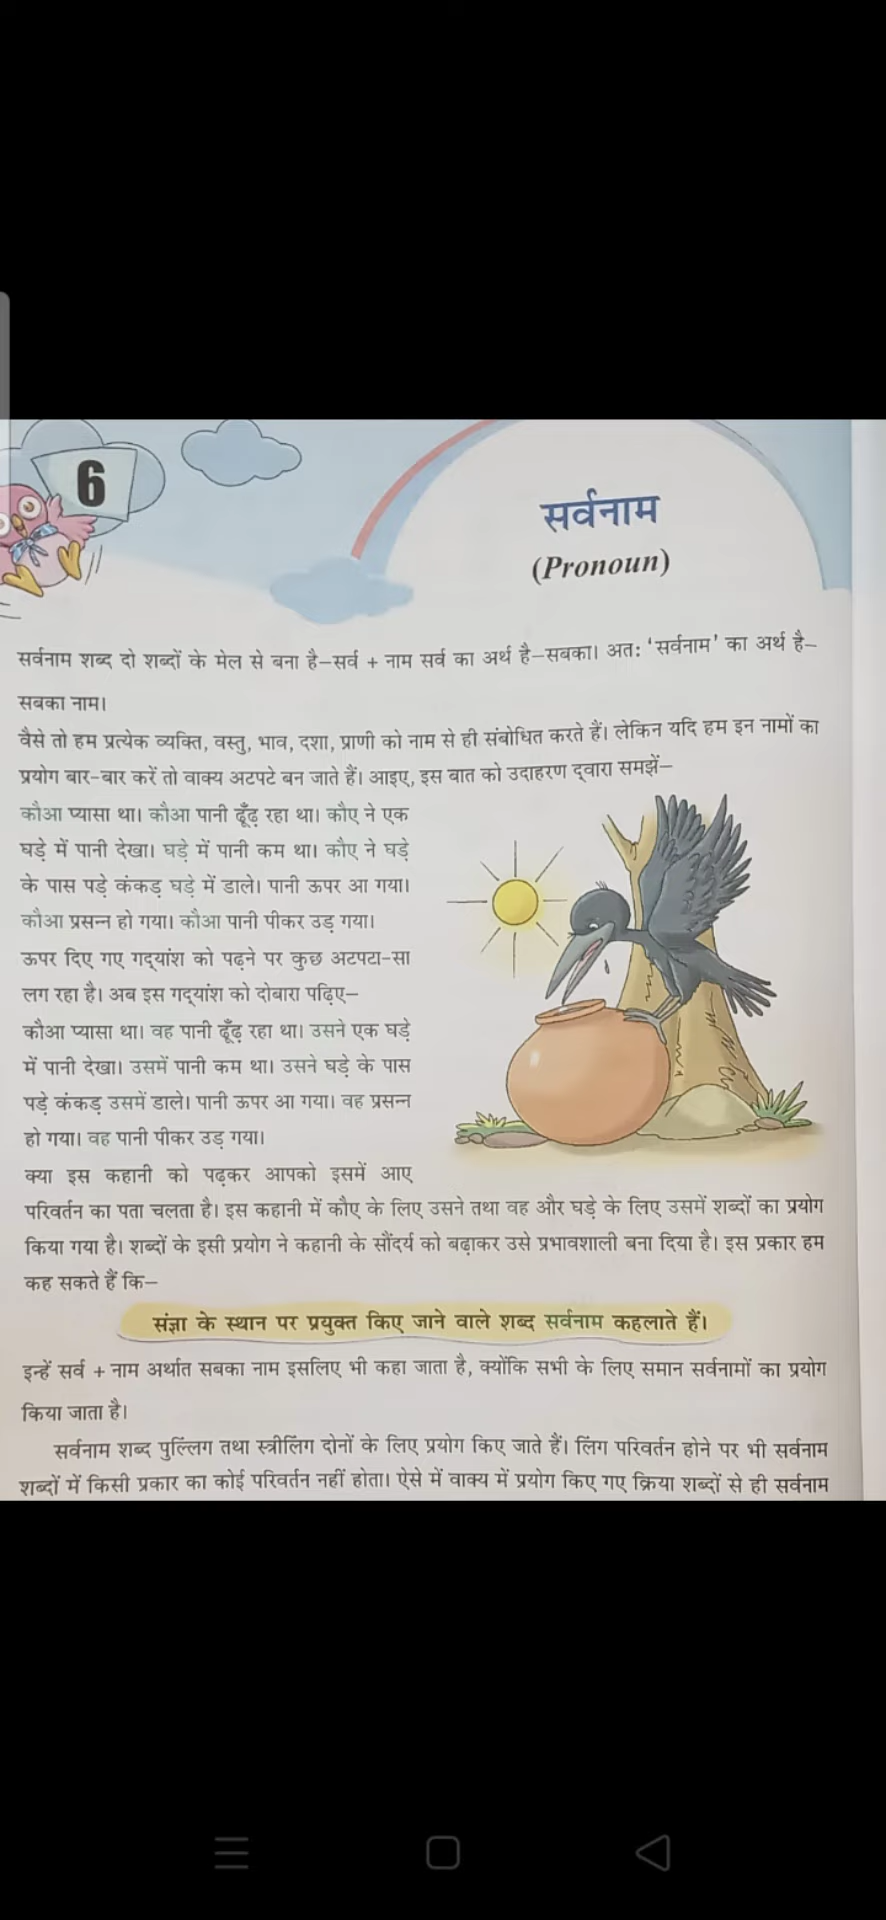 6
सर्वनाम
(Pronoun)
सर्वनाम शब्द दो शब्दों के मेल से बना है–सर्व + नाम सर्व का अर्थ है–सबका। अतः ‘सर्वनाम’ का अर्थ है–
सबका नाम।
वैसे तो हम प्रत्येक व्यक्ति, वस्तु, भाव, दशा, प्राणी को नाम से ही संबोधित करते हैं। लेकिन यदि हम इन नामों का
प्रयोग बार-बार करें तो वाक्य अटपटे बन जाते हैं। आइए, इस बात को उदाहरण द्वारा समझें–
कौआ प्यासा था। कौआ पानी ढूँढ़ रहा था। कौए ने एक
घड़े में पानी देखा। घड़े में पानी कम था। कौए ने घड़े
के पास पड़े कंकड़ घड़े में डाले। पानी ऊपर आ गया।
कौआ प्रसन्न हो गया। कौआ पानी पीकर उड़ गया।
ऊपर दिए गए गद्यांश को पढ़ने पर कुछ अटपटा-सा
लग रहा है। अब इस गद्यांश को दोबारा पढ़िए–
कौआ प्यासा था। वह पानी ढूँढ़ रहा था। उसने एक घड़े
में पानी देखा। उसमें पानी कम था। उसने घड़े के पास
पड़े कंकड़ उसमें डाले। पानी ऊपर आ गया। वह प्रसन्न
हो गया। वह पानी पीकर उड़ गया।
क्या इस कहानी को पढ़कर आपको इसमें आए
परिवर्तन का पता चलता है। इस कहानी में कौए के लिए उसने तथा वह और घड़े के लिए उसमें शब्दों का प्रयोग
किया गया है। शब्दों के इसी प्रयोग ने कहानी के सौंदर्य को बढ़ाकर उसे प्रभावशाली बना दिया है। इस प्रकार हम
कह सकते हैं कि–
संज्ञा के स्थान पर प्रयुक्त किए जाने वाले शब्द सर्वनाम कहलाते हैं।
इन्हें सर्व + नाम अर्थात सबका नाम इसलिए भी कहा जाता है, क्योंकि सभी के लिए समान सर्वनामों का प्रयोग
किया जाता है।
सर्वनाम शब्द पुल्लिंग तथा स्त्रीलिंग दोनों के लिए प्रयोग किए जाते हैं। लिंग परिवर्तन होने पर भी सर्वनाम
शब्दों में किसी प्रकार का कोई परिवर्तन नहीं होता। ऐसे में वाक्य में प्रयोग किए गए क्रिया शब्दों से ही सर्वनाम